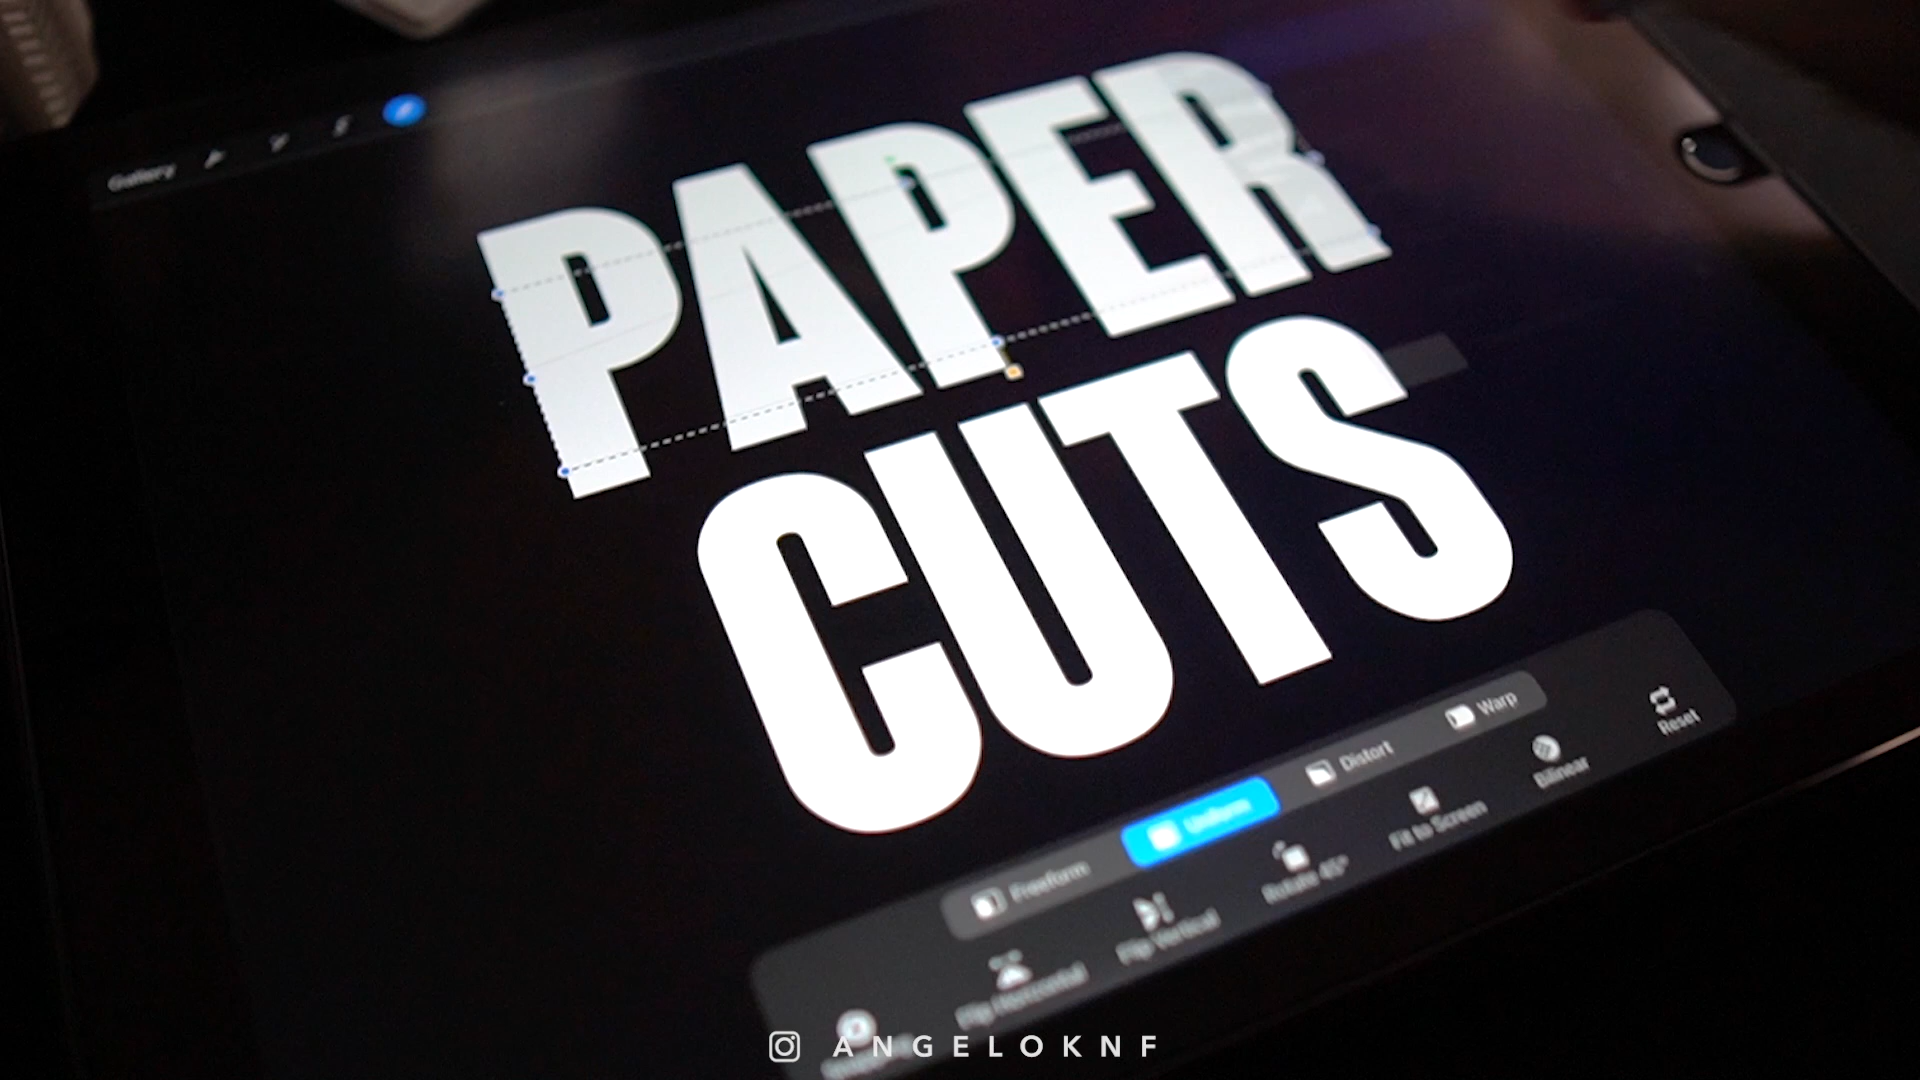 Gallery
PAPER
CUTS
Freeform
Uniform
Distort
Warp
Flip Horizontal
Flip Vertical
Rotate 45°
Fit to Screen
Bilinear
Reset
ANGELOKNF